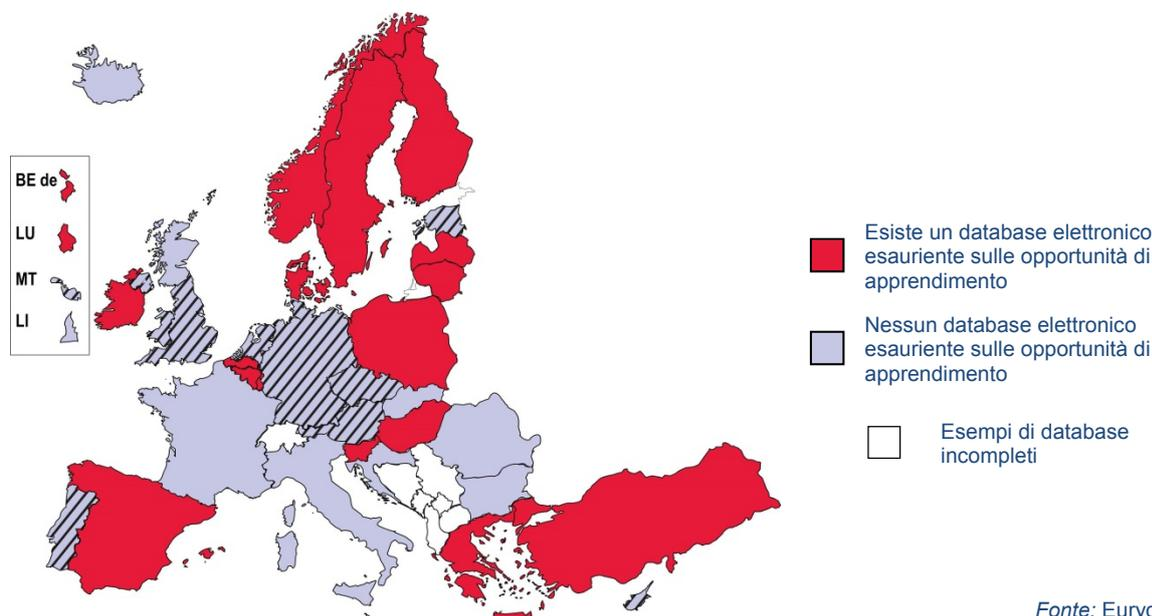 BE de
LU
MT
LI
Esiste un database elettronico
esauriente sulle opportunità di
apprendimento
Nessun database elettronico
esauriente sulle opportunità di
apprendimento
Esempi di database
incompleti
Fonte: Euryd